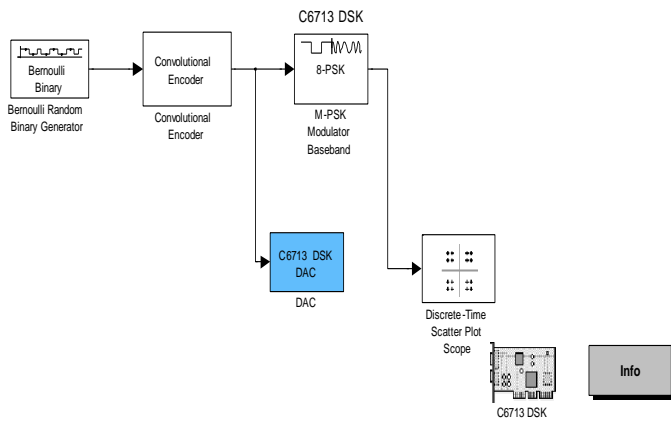 C6713 DSK
Bernoulli
Binary
Bernoulli Random
Binary Generator
Convolutional
Encoder
Convolutional
Encoder
8-PSK
M-PSK
Modulator
Baseband
C6713 DSK
DAC
DAC
Discrete-Time
Scatter Plot
Scope
C6713 DSK
Info